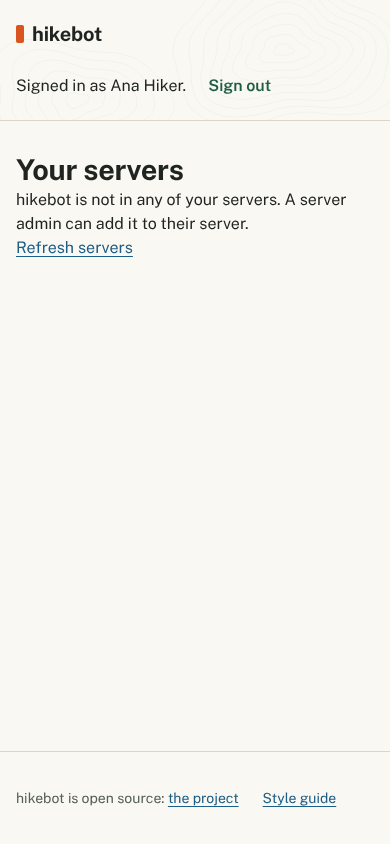 hikebot
Signed in as Ana Hiker. Sign out
Your servers
hikebot is not in any of your servers. A server
admin can add it to their server.
Refresh servers
hikebot is open source: the project Style guide